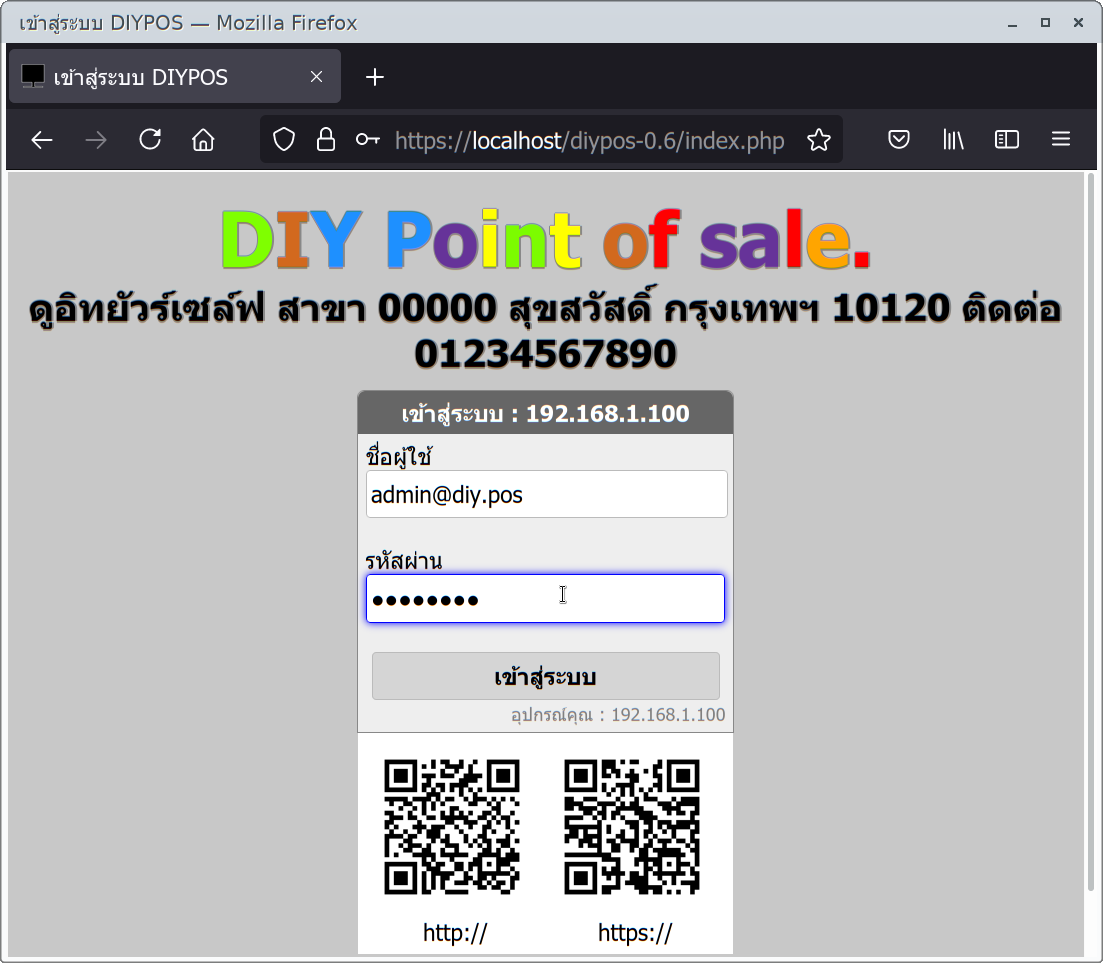 เข้าสู่ระบบ DIYPOS — Mozilla Firefox
เข้าสู่ระบบ DIYPOS
https://localhost/diypos-0.6/index.php
DIY Point of sale.
ดูอิทยัวร์เซล์ฟ สาขา 00000 สุขสวัสดิ์ กรุงเทพฯ 10120 ติดต่อ
01234567890
เข้าสู่ระบบ : 192.168.1.100
ชื่อผู้ใช้
admin@diy.pos
รหัสผ่าน
••••••••
เข้าสู่ระบบ
อุปกรณ์คุณ : 192.168.1.100
http:// https://